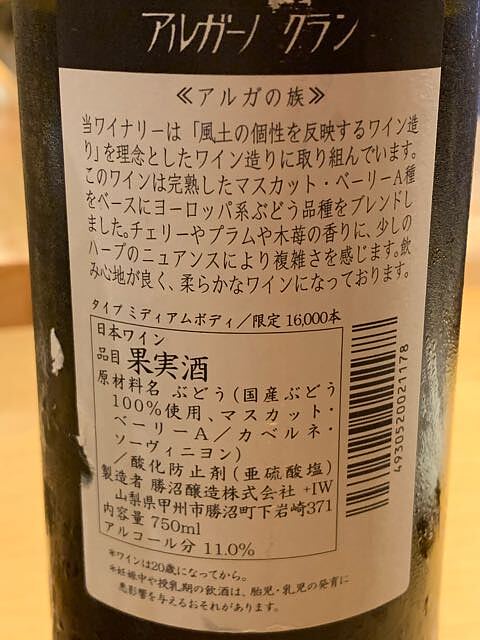 アルガーノ クラン
≪アルガの族≫
当ワイナリーは「風土の個性を反映するワイン造
り」を理念としたワイン造りに取り組んでいます。
このワインは完熟したマスカット・ベーリーA種
をベースにヨーロッパ系ぶどう品種をブレンドし
ました。チェリーやプラムや木苺の香りに、少しの
ハーブのニュアンスにより複雑さを感じます。飲
み心地が良く、柔らかなワインになっております。
タイプ ミディアムボディ／限定 16,000本
日本ワイン
品目 果実酒
原材料名 ぶどう(国産ぶどう
100%使用、マスカット・
ベーリーA／カベルネ・
ソーヴィニヨン)
／酸化防止剤(亜硫酸塩)
製造者 勝沼醸造株式会社 +IW
山梨県甲州市勝沼町下岩崎371
内容量 750ml
アルコール分 11.0%
4930520021178
*ワインは20歳になってから。
*妊娠中や授乳期の飲酒は、胎児・乳児の発育に
悪影響を与えるおそれがあります。